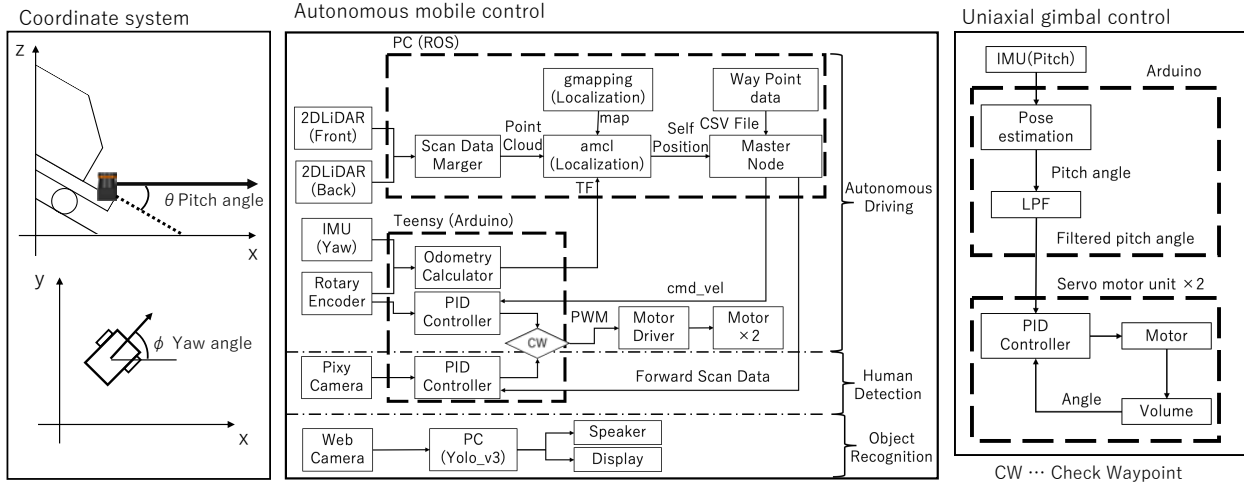 Coordinate system
z
θ Pitch angle
x
y
ϕ Yaw angle
x
Autonomous mobile control
PC (ROS)
gmapping
(Localization)
Way Point
data
2DLiDAR
(Front)
map
CSV File
Point
Cloud
Self
Position
Scan Data
Marger
amcl
(Localization)
Master
Node
2DLiDAR
(Back)
TF
Autonomous
Driving
Teensy (Arduino)
IMU
(Yaw)
Odometry
Calculator
Rotary
Encoder
cmd_vel
PID
Controller
PWM
Motor
Driver
Motor
×2
CW
Pixy
Camera
PID
Controller
Forward Scan Data
Human
Detection
Web
Camera
PC
(Yolo_v3)
Speaker
Display
Object
Recognition
Uniaxial gimbal control
IMU(Pitch)
Arduino
Pose
estimation
Pitch angle
LPF
Filtered pitch angle
Servo motor unit ×2
PID
Controller
Motor
Angle
Volume
CW … Check Waypoint